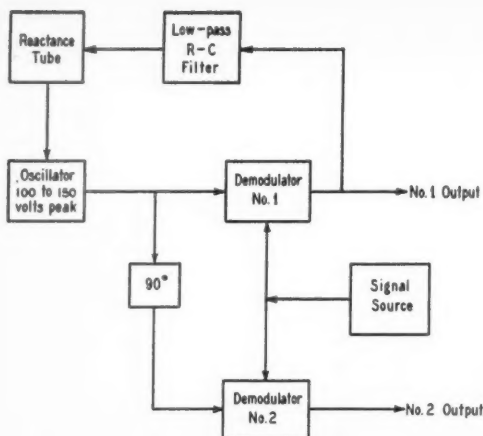 Reactance
Tube
Low-pass
R-C
Filter
Oscillator
100 to 150
volts peak
Demodulator
No. 1
No. 1 Output
90°
Signal
Source
Demodulator
No. 2
No. 2 Output